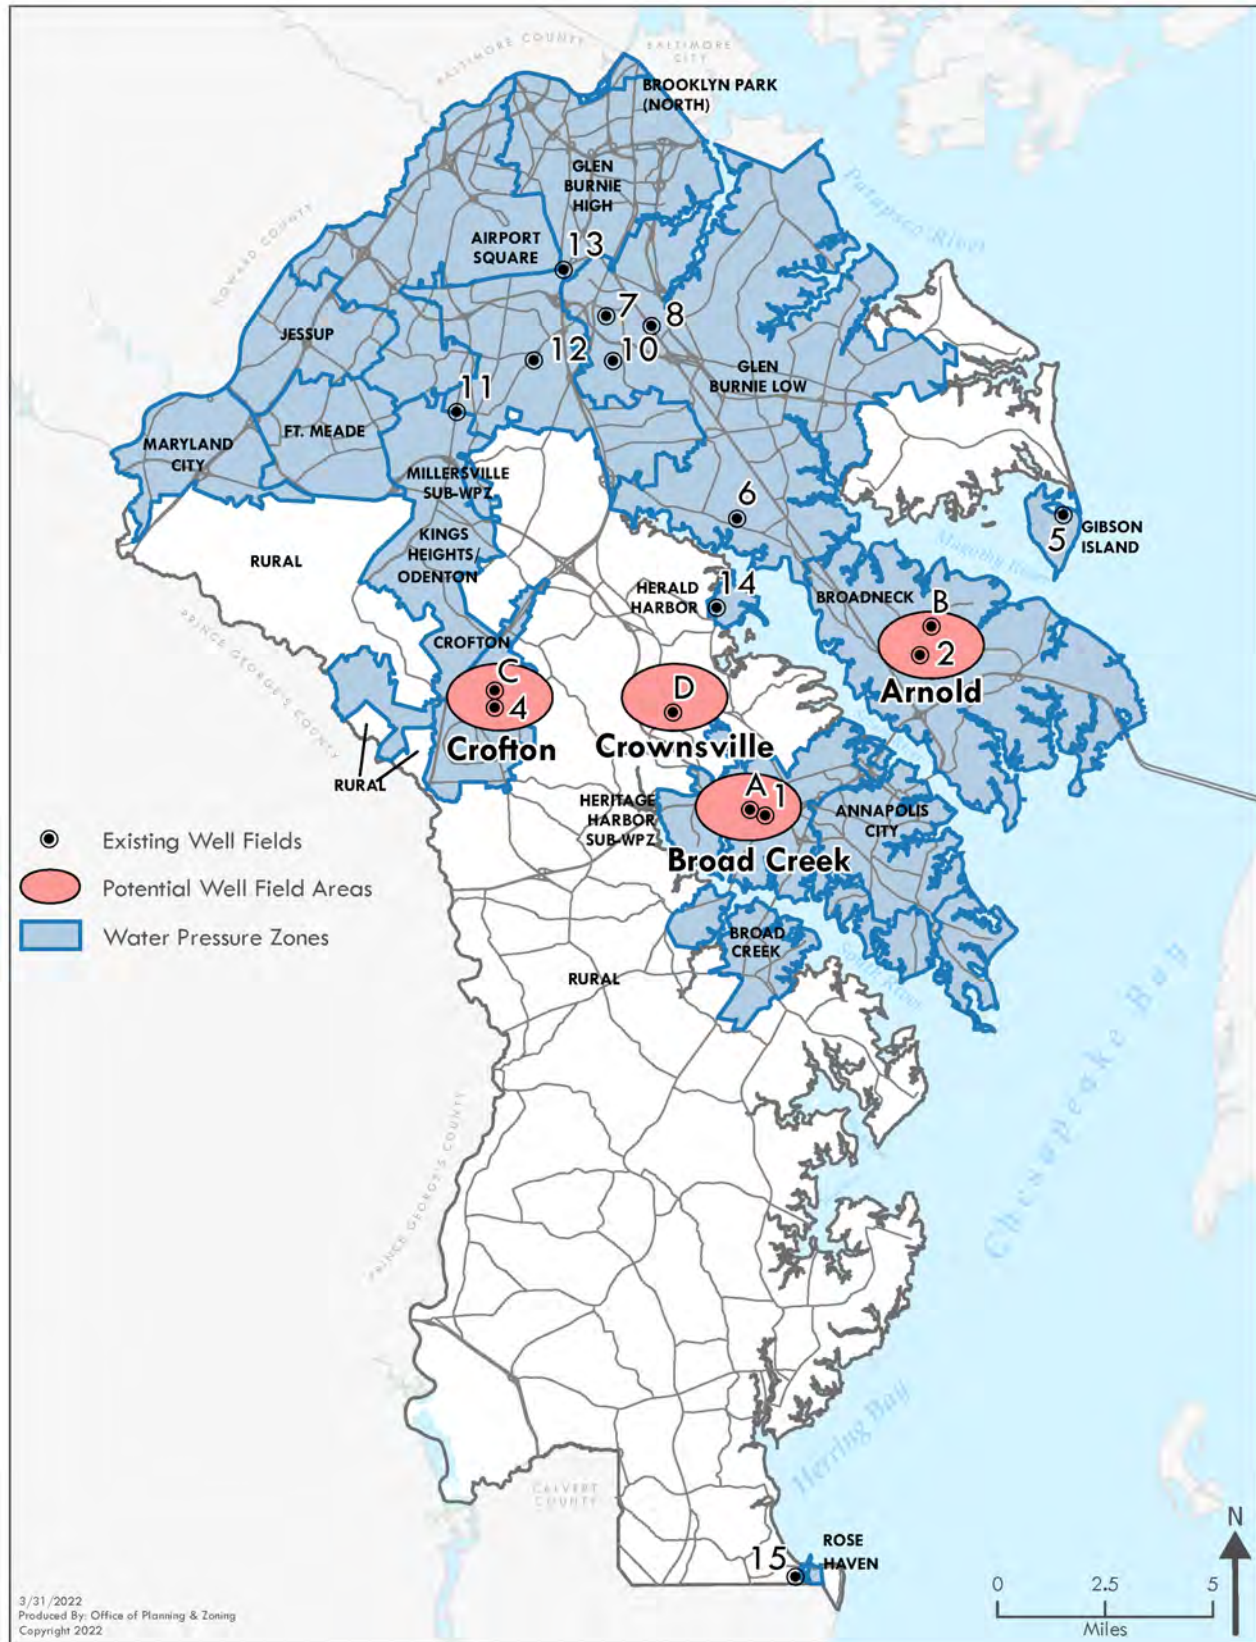 BALTIMORE COUNTY
BALTIMORE
CITY
BROOKLYN PARK
(NORTH)
GLEN
BURNIE
HIGH
Patapsco River
HOWARD COUNTY
AIRPORT
SQUARE
13
7
8
JESSUP
12
10
GLEN
BURNIE LOW
11
FT. MEADE
MARYLAND
CITY
MILLERSVILLE
SUB-WPZ
6
5
GIBSON
ISLAND
KINGS
HEIGHTS/
ODENTON
RURAL
Magothy River
HERALD
HARBOR
14
BROADNECK
B
2
Arnold
PRINCE GEORGE'S COUNTY
CROFTON
C
4
Crofton
D
Crownsville
RURAL
HERITAGE
HARBOR
SUB-WPZ
A
1
Broad Creek
ANNAPOLIS
CITY
Existing Well Fields
Potential Well Field Areas
Water Pressure Zones
BROAD
CREEK
South River
RURAL
Chesapeake Bay
PRINCE GEORGE'S COUNTY
Herring Bay
CALVERT
COUNTY
15
ROSE
HAVEN
N
0 2.5 5
Miles
3/31/2022
Produced By: Office of Planning & Zoning
Copyright 2022